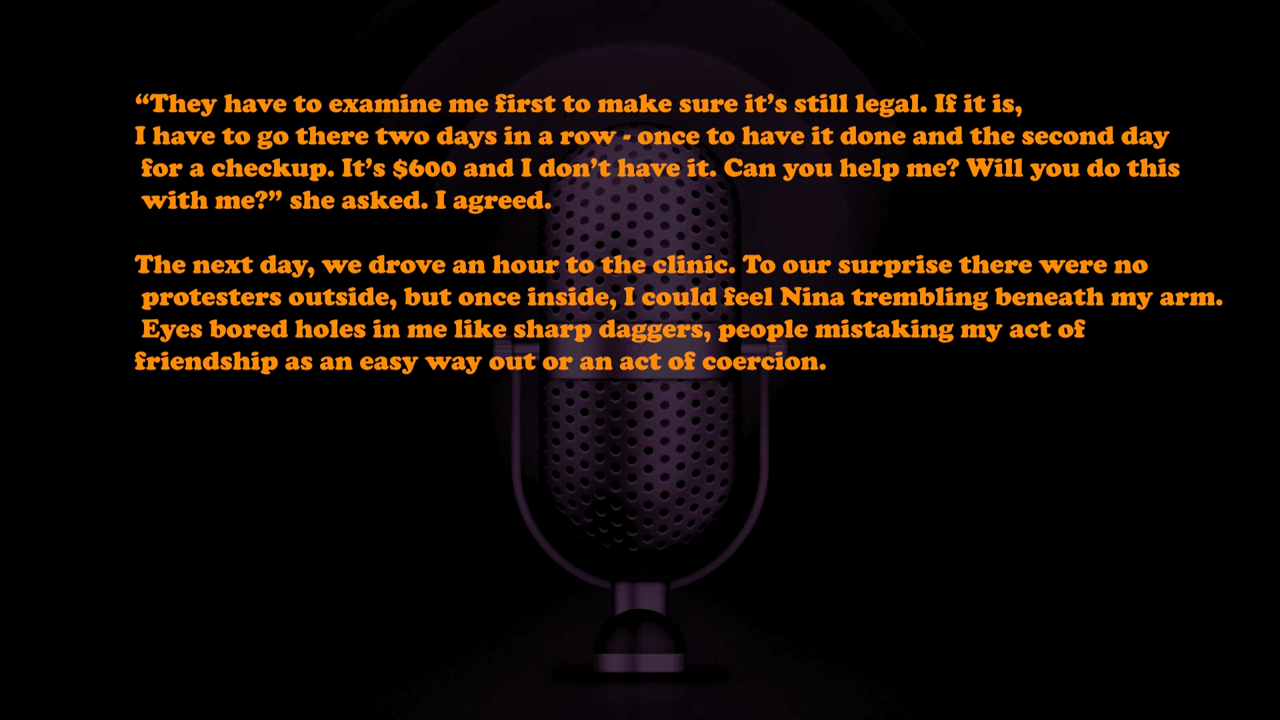 “They have to examine me first to make sure it’s still legal. If it is,
I have to go there two days in a row - once to have it done and the second day
for a checkup. It’s $600 and I don’t have it. Can you help me? Will you do this
with me?” she asked. I agreed.
The next day, we drove an hour to the clinic. To our surprise there were no
protesters outside, but once inside, I could feel Nina trembling beneath my arm.
Eyes bored holes in me like sharp daggers, people mistaking my act of
friendship as an easy way out or an act of coercion.